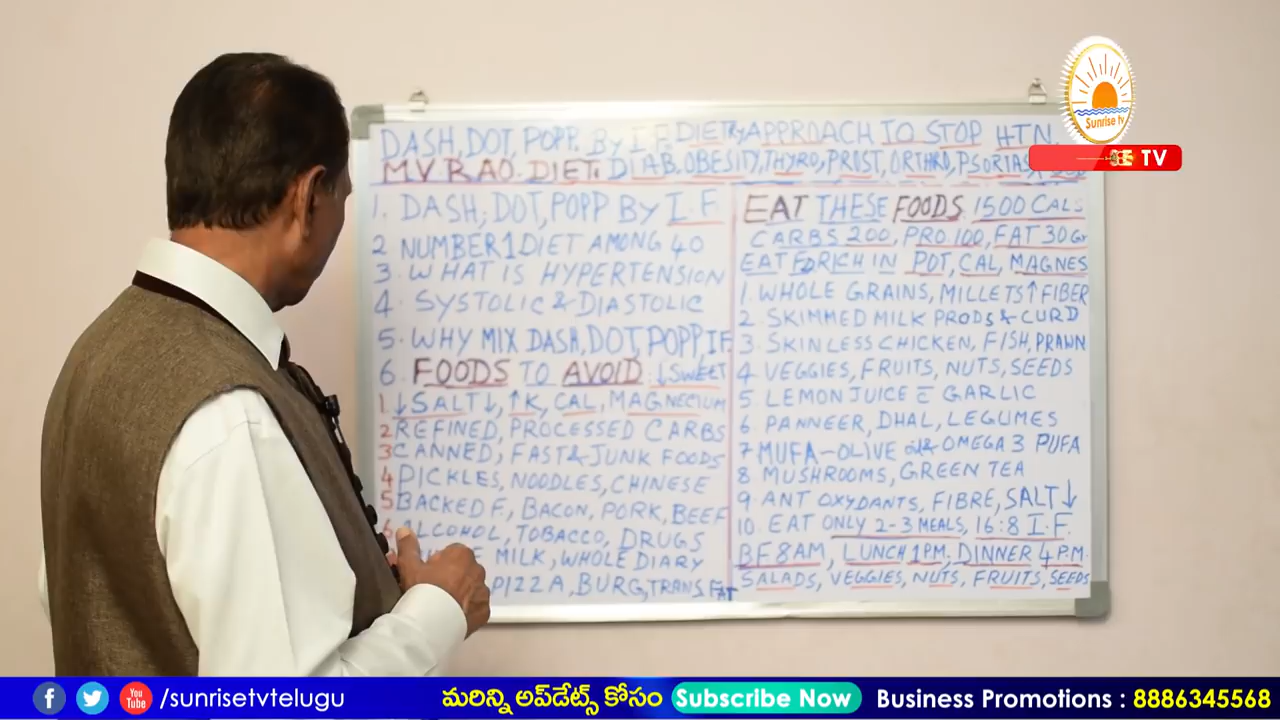 Sunrise tv
TV
DASH, DOT, POPP. By I.F. DIETRY APPROACH TO STOP HTN
MV RAO. DIET: DIAB, OBESITY, THYRO, PROST, ORTHRO, PSORIAS
1. DASH, DOT, POPP BY I.F
2 NUMBER 1 DIET AMONG 40
3. WHAT IS HYPERTENSION
4. SYSTOLIC & DIASTOLIC
5. WHY MIX DASH, DOT, POPP, IF
6. FOODS TO AVOID ↓SWEET
1. ↓SALT↓, ↑K, CAL, MAGNECIUM
2 REFINED, PROCESSED CARBS
3 CANNED, FAST & JUNK FOODS
4 PICKLES, NOODLES, CHINESE
5 BACKED F, BACON, PORK, BEEF
6 ALCOHOL, TOBACCO, DRUGS
MILK, WHOLE DIARY
PIZZA, BURG, TRANS FAT
EAT THESE FOODS 1500 CALS
CARBS 200, PRO 100, FAT 30 Gr
EAT FD RICH IN POT, CAL, MAGNES
1. WHOLE GRAINS, MILLETS ↑ FIBER
2. SKIMMED MILK PRODS & CURD
3. SKINLESS CHICKEN, FISH, PRAWN
4 VEGGIES, FRUITS, NUTS, SEEDS
5 LEMON JUICE c̄ GARLIC
6 PANNEER, DHAL, LEGUMES
7 MUFA-OLIVE oil & OMEGA 3 PUFA
8 MUSHROOMS, GREEN TEA
9 ANT OXYDANTS, FIBRE, SALT↓
10. EAT ONLY 2-3 MEALS, 16:8 I.F.
BF 8AM, LUNCH 1PM, DINNER 4 P.M.
SALADS, VEGGIES, NUTS, FRUITS, SEEDS
You Tube /sunrisetvtelugu మరిన్ని అప్‌డేట్స్ కోసం Subscribe Now Business Promotions : 8886345568